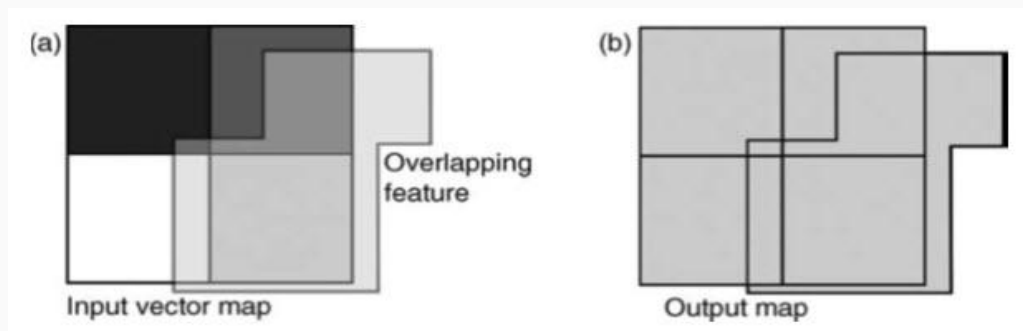 (a)
Overlapping
feature
Input vector map
(b)
Output map